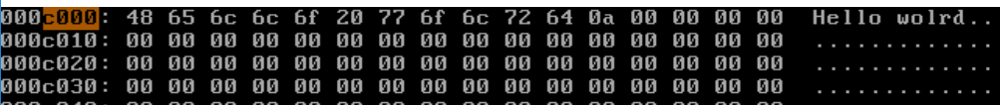 000c000: 48 65 6c 6c 6f 20 77 6f 6c 72 64 0a 00 00 00 00 Hello wolrd..
000c010: 00 00 00 00 00 00 00 00 00 00 00 00 00 00 00 00 .............
000c020: 00 00 00 00 00 00 00 00 00 00 00 00 00 00 00 00 .............
000c030: 00 00 00 00 00 00 00 00 00 00 00 00 00 00 00 00 .............